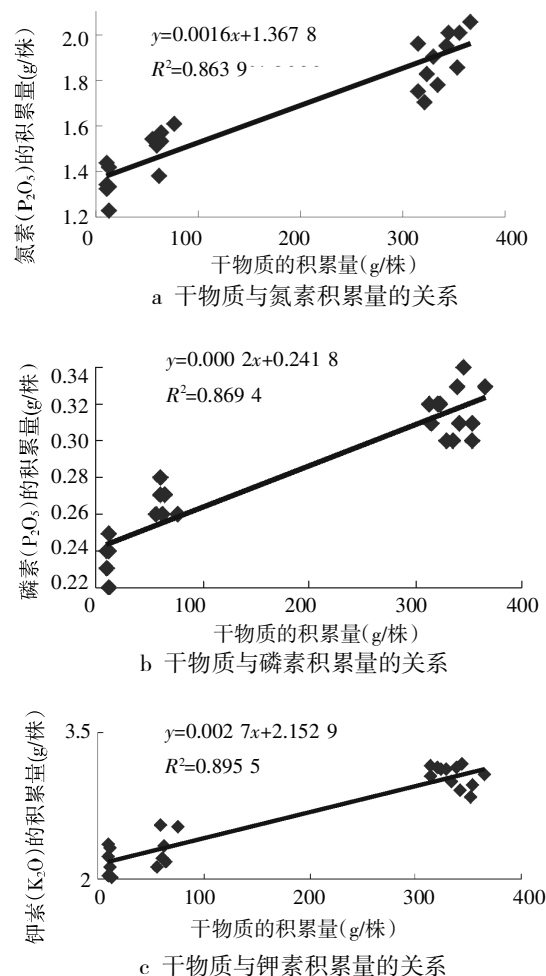 y=0.0016x+1.367 8
R²=0.863 9
氮素(P₂O₅)的积累量(g/株)
2.0
1.8
1.6
1.4
1.2
0 100 200 300 400
干物质的积累量(g/株)
a 干物质与氮素积累量的关系
y=0.000 2x+0.241 8
R²=0.869 4
磷素(P₂O₅)的积累量(g/株)
0.34
0.32
0.30
0.28
0.26
0.24
0.22
0 100 200 300 400
干物质的积累量(g/株)
b 干物质与磷素积累量的关系
y=0.002 7x+2.152 9
R²=0.895 5
钾素(K₂O)的积累量(g/株)
3.5
2
0 100 200 300 400
干物质的积累量(g/株)
c 干物质与钾素积累量的关系